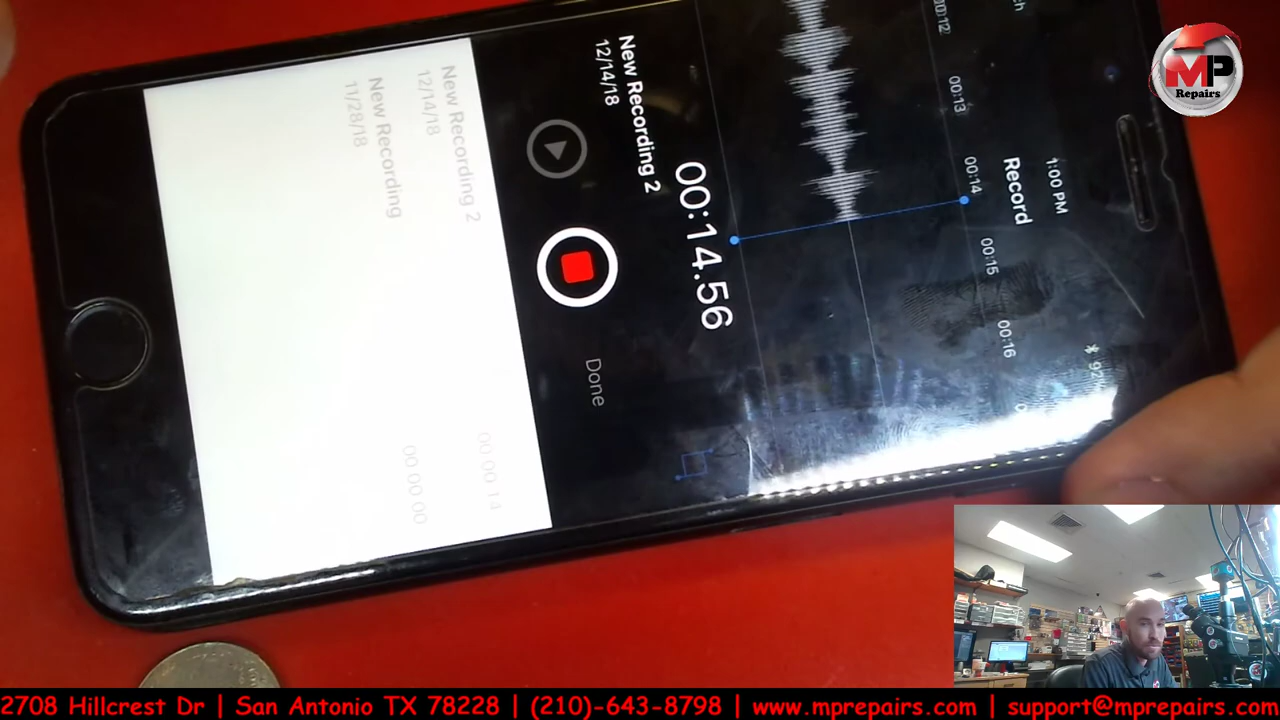 MP
Repairs
1:00 PM
92%
Record
00:12
00:13
00:14
00:15
00:16
00:14.56
New Recording 2
12/14/18
Done
New Recording 2
12/14/18
00:00:14
New Recording
11/28/18
00:00:00
2708 Hillcrest Dr | San Antonio TX 78228 | (210)-643-8798 | www.mprepairs.com | support@mprepairs.com